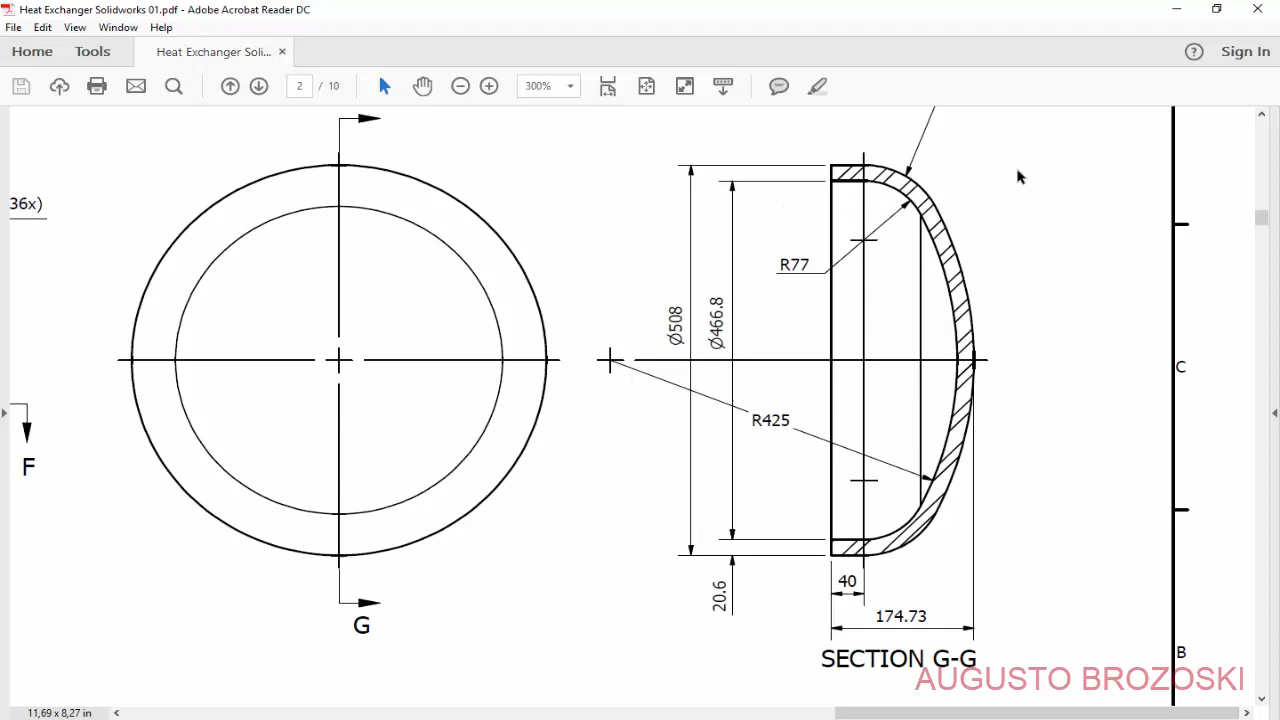 Heat Exchanger Solidworks 01.pdf - Adobe Acrobat Reader DC
File Edit View Window Help
Home Tools Heat Exchanger Soli... × ? Sign In
2 / 10 300%
36x)
R77
Ø508
Ø466.8
C
R425
F
20.6
40
G
174.73
SECTION G-G
B
AUGUSTO BROZOSKI
11,69 x 8,27 in